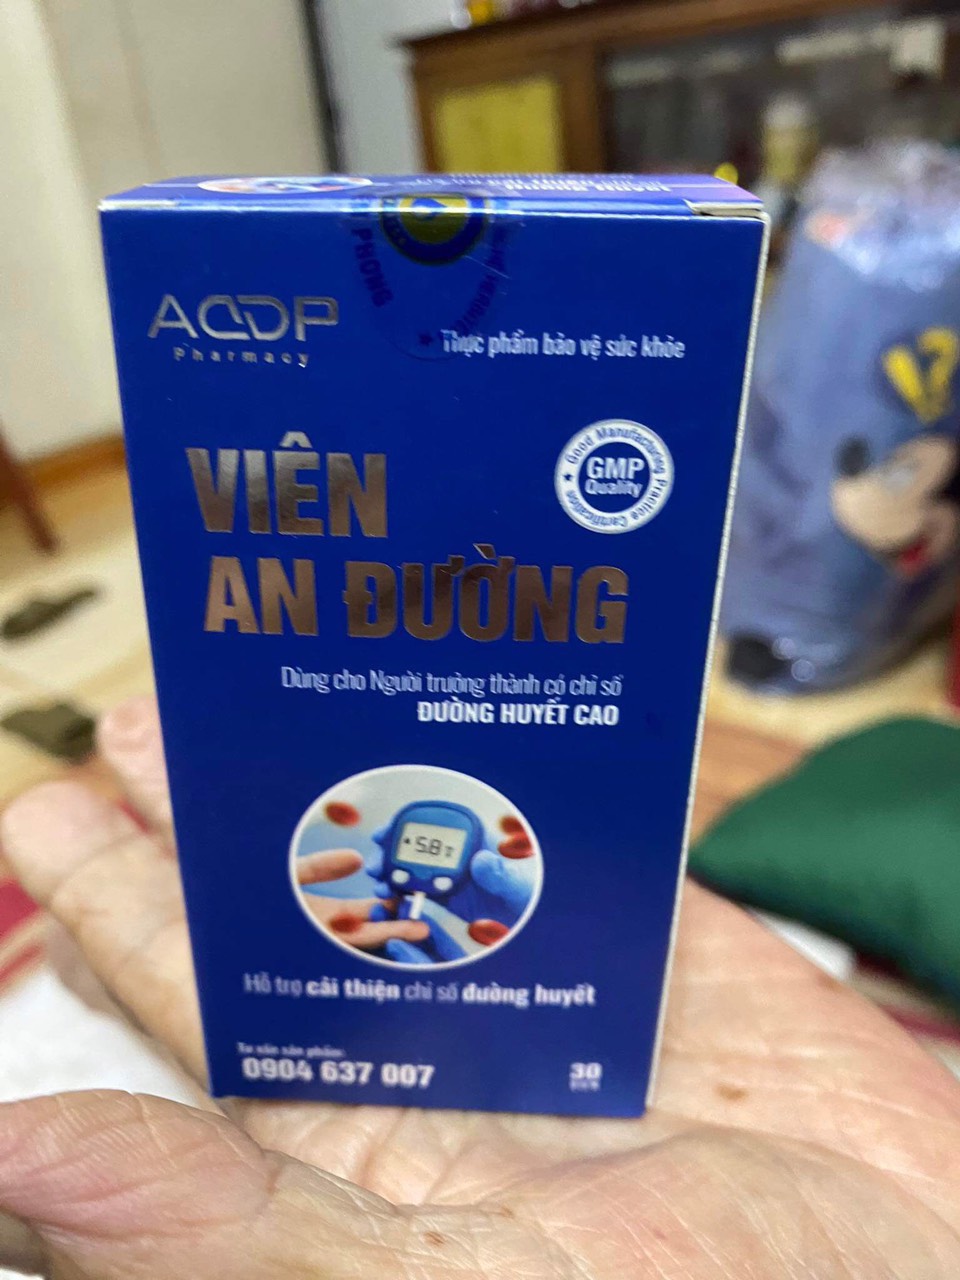 ACDP
Pharmacy
PHONG
Thực phẩm bảo vệ sức khỏe
Good Manufacturing Practice Certification
GMP
Quality
VIÊN
AN ĐƯỜNG
Dùng cho Người trưởng thành có chỉ số
ĐƯỜNG HUYẾT CAO
5.8
Hỗ trợ cải thiện chỉ số đường huyết
Tư vấn sản phẩm:
0904 637 007
30